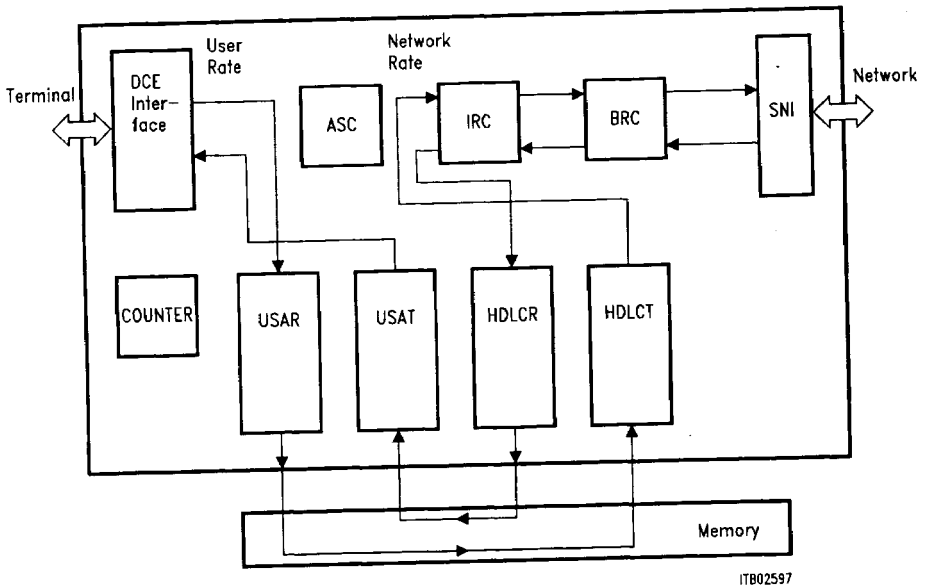 User
Rate
Network
Rate
Terminal
DCE
Inter-
face
ASC
IRC
BRC
SNI
Network
COUNTER
USAR
USAT
HDLCR
HDLCT
Memory
ITB02597